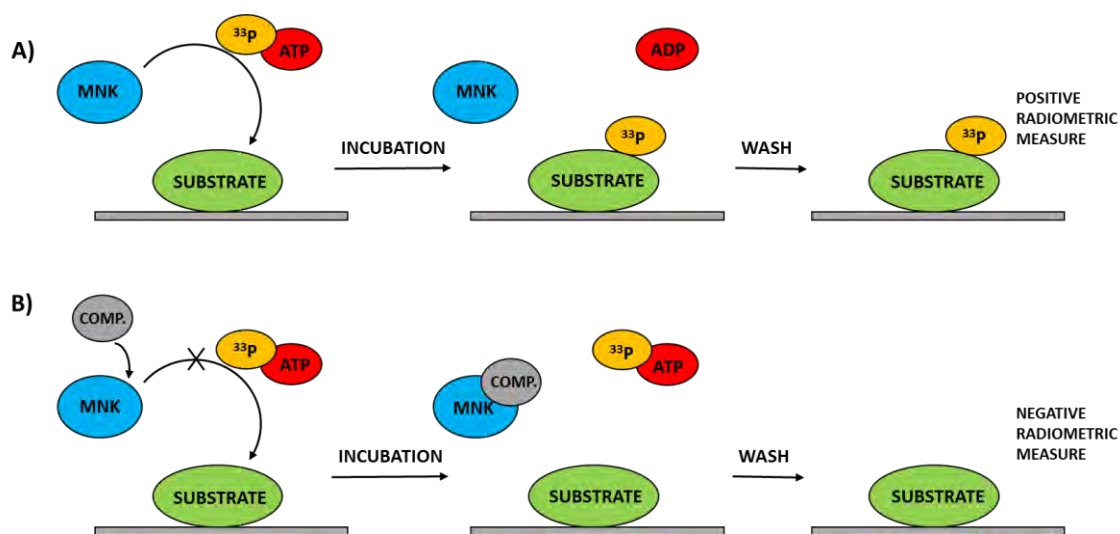 A)
MNK
³³P
ATP
SUBSTRATE
INCUBATION
MNK
ADP
³³P
SUBSTRATE
WASH
³³P
SUBSTRATE
POSITIVE
RADIOMETRIC
MEASURE
B)
COMP.
MNK
³³P
ATP
SUBSTRATE
INCUBATION
COMP.
MNK
³³P
ATP
SUBSTRATE
WASH
SUBSTRATE
NEGATIVE
RADIOMETRIC
MEASURE